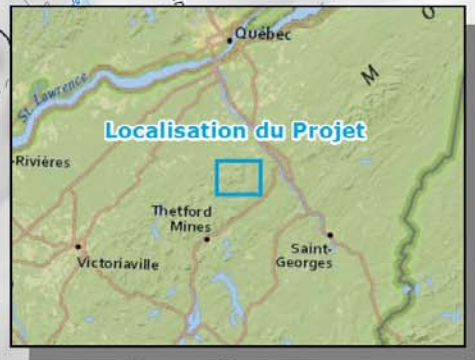 Québec
O
M
St. Lawrence
Localisation du Projet
-Rivières
Thetford
Mines
Saint-
Georges
Victoriaville